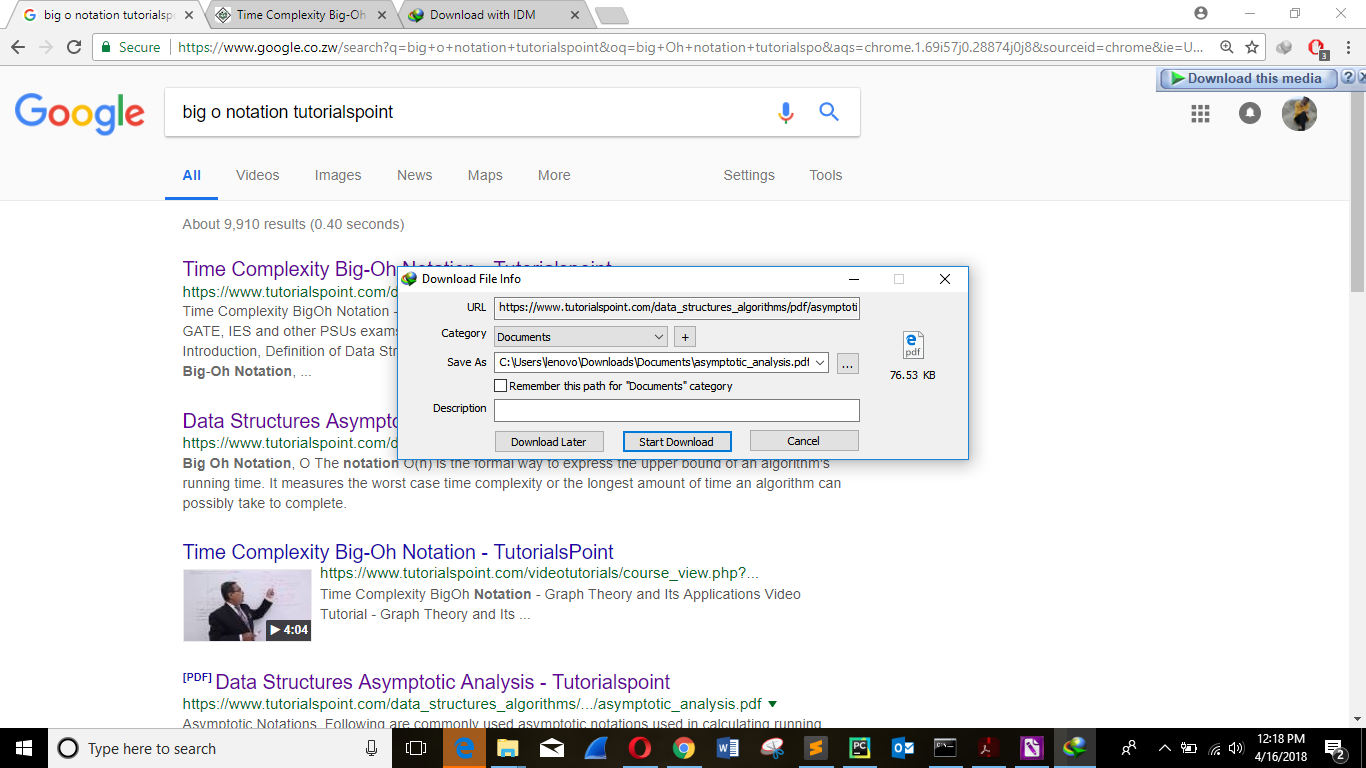 big o notation tutorialsp
Time Complexity Big-Oh
Download with IDM
Secure
https://www.google.co.zw/search?q=big+o+notation+tutorialspoint&oq=big+Oh+notation+tutorialspo&aqs=chrome.1.69i57j0.28874j0j8&sourceid=chrome&ie=U...
3
Download this media
?
Google
big o notation tutorialspoint
All Videos Images News Maps More Settings Tools
About 9,910 results (0.40 seconds)
Time Complexity Big-Oh Notation - Tutorialspoint
https://www.tutorialspoint.com/d
Time Complexity BigOh Notation -
GATE, IES and other PSUs exams
Introduction, Definition of Data Str
Big-Oh Notation, ...
Data Structures Asympto
https://www.tutorialspoint.com/d
Big Oh Notation, Ο The notation Ο(n) is the formal way to express the upper bound of an algorithm's
running time. It measures the worst case time complexity or the longest amount of time an algorithm can
possibly take to complete.
Download File Info
URL https://www.tutorialspoint.com/data_structures_algorithms/pdf/asymptoti
Category Documents +
Save As C:\Users\lenovo\Downloads\Documents\asymptotic_analysis.pdf ...
Remember this path for "Documents" category
Description
Download Later Start Download Cancel
pdf
76.53 KB
Time Complexity Big-Oh Notation - TutorialsPoint
https://www.tutorialspoint.com/videotutorials/course_view.php?...
Time Complexity BigOh Notation - Graph Theory and Its Applications Video
Tutorial - Graph Theory and Its ...
4:04
[PDF] Data Structures Asymptotic Analysis - Tutorialspoint
https://www.tutorialspoint.com/data_structures_algorithms/.../asymptotic_analysis.pdf
Asymptotic Notations. Following are commonly used asymptotic notations used in calculating running
Type here to search
12:18 PM
4/16/2018
2